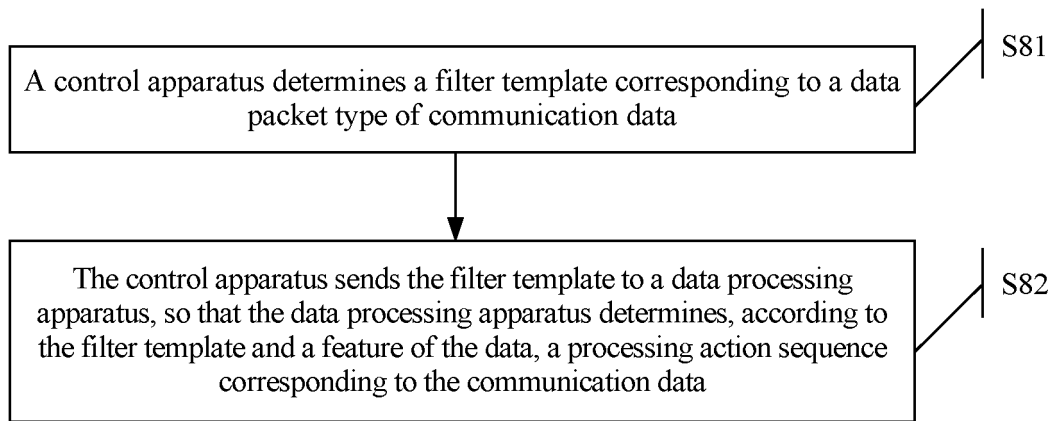 S81
A control apparatus determines a filter template corresponding to a data
packet type of communication data
S82
The control apparatus sends the filter template to a data processing
apparatus, so that the data processing apparatus determines, according to
the filter template and a feature of the data, a processing action sequence
corresponding to the communication data